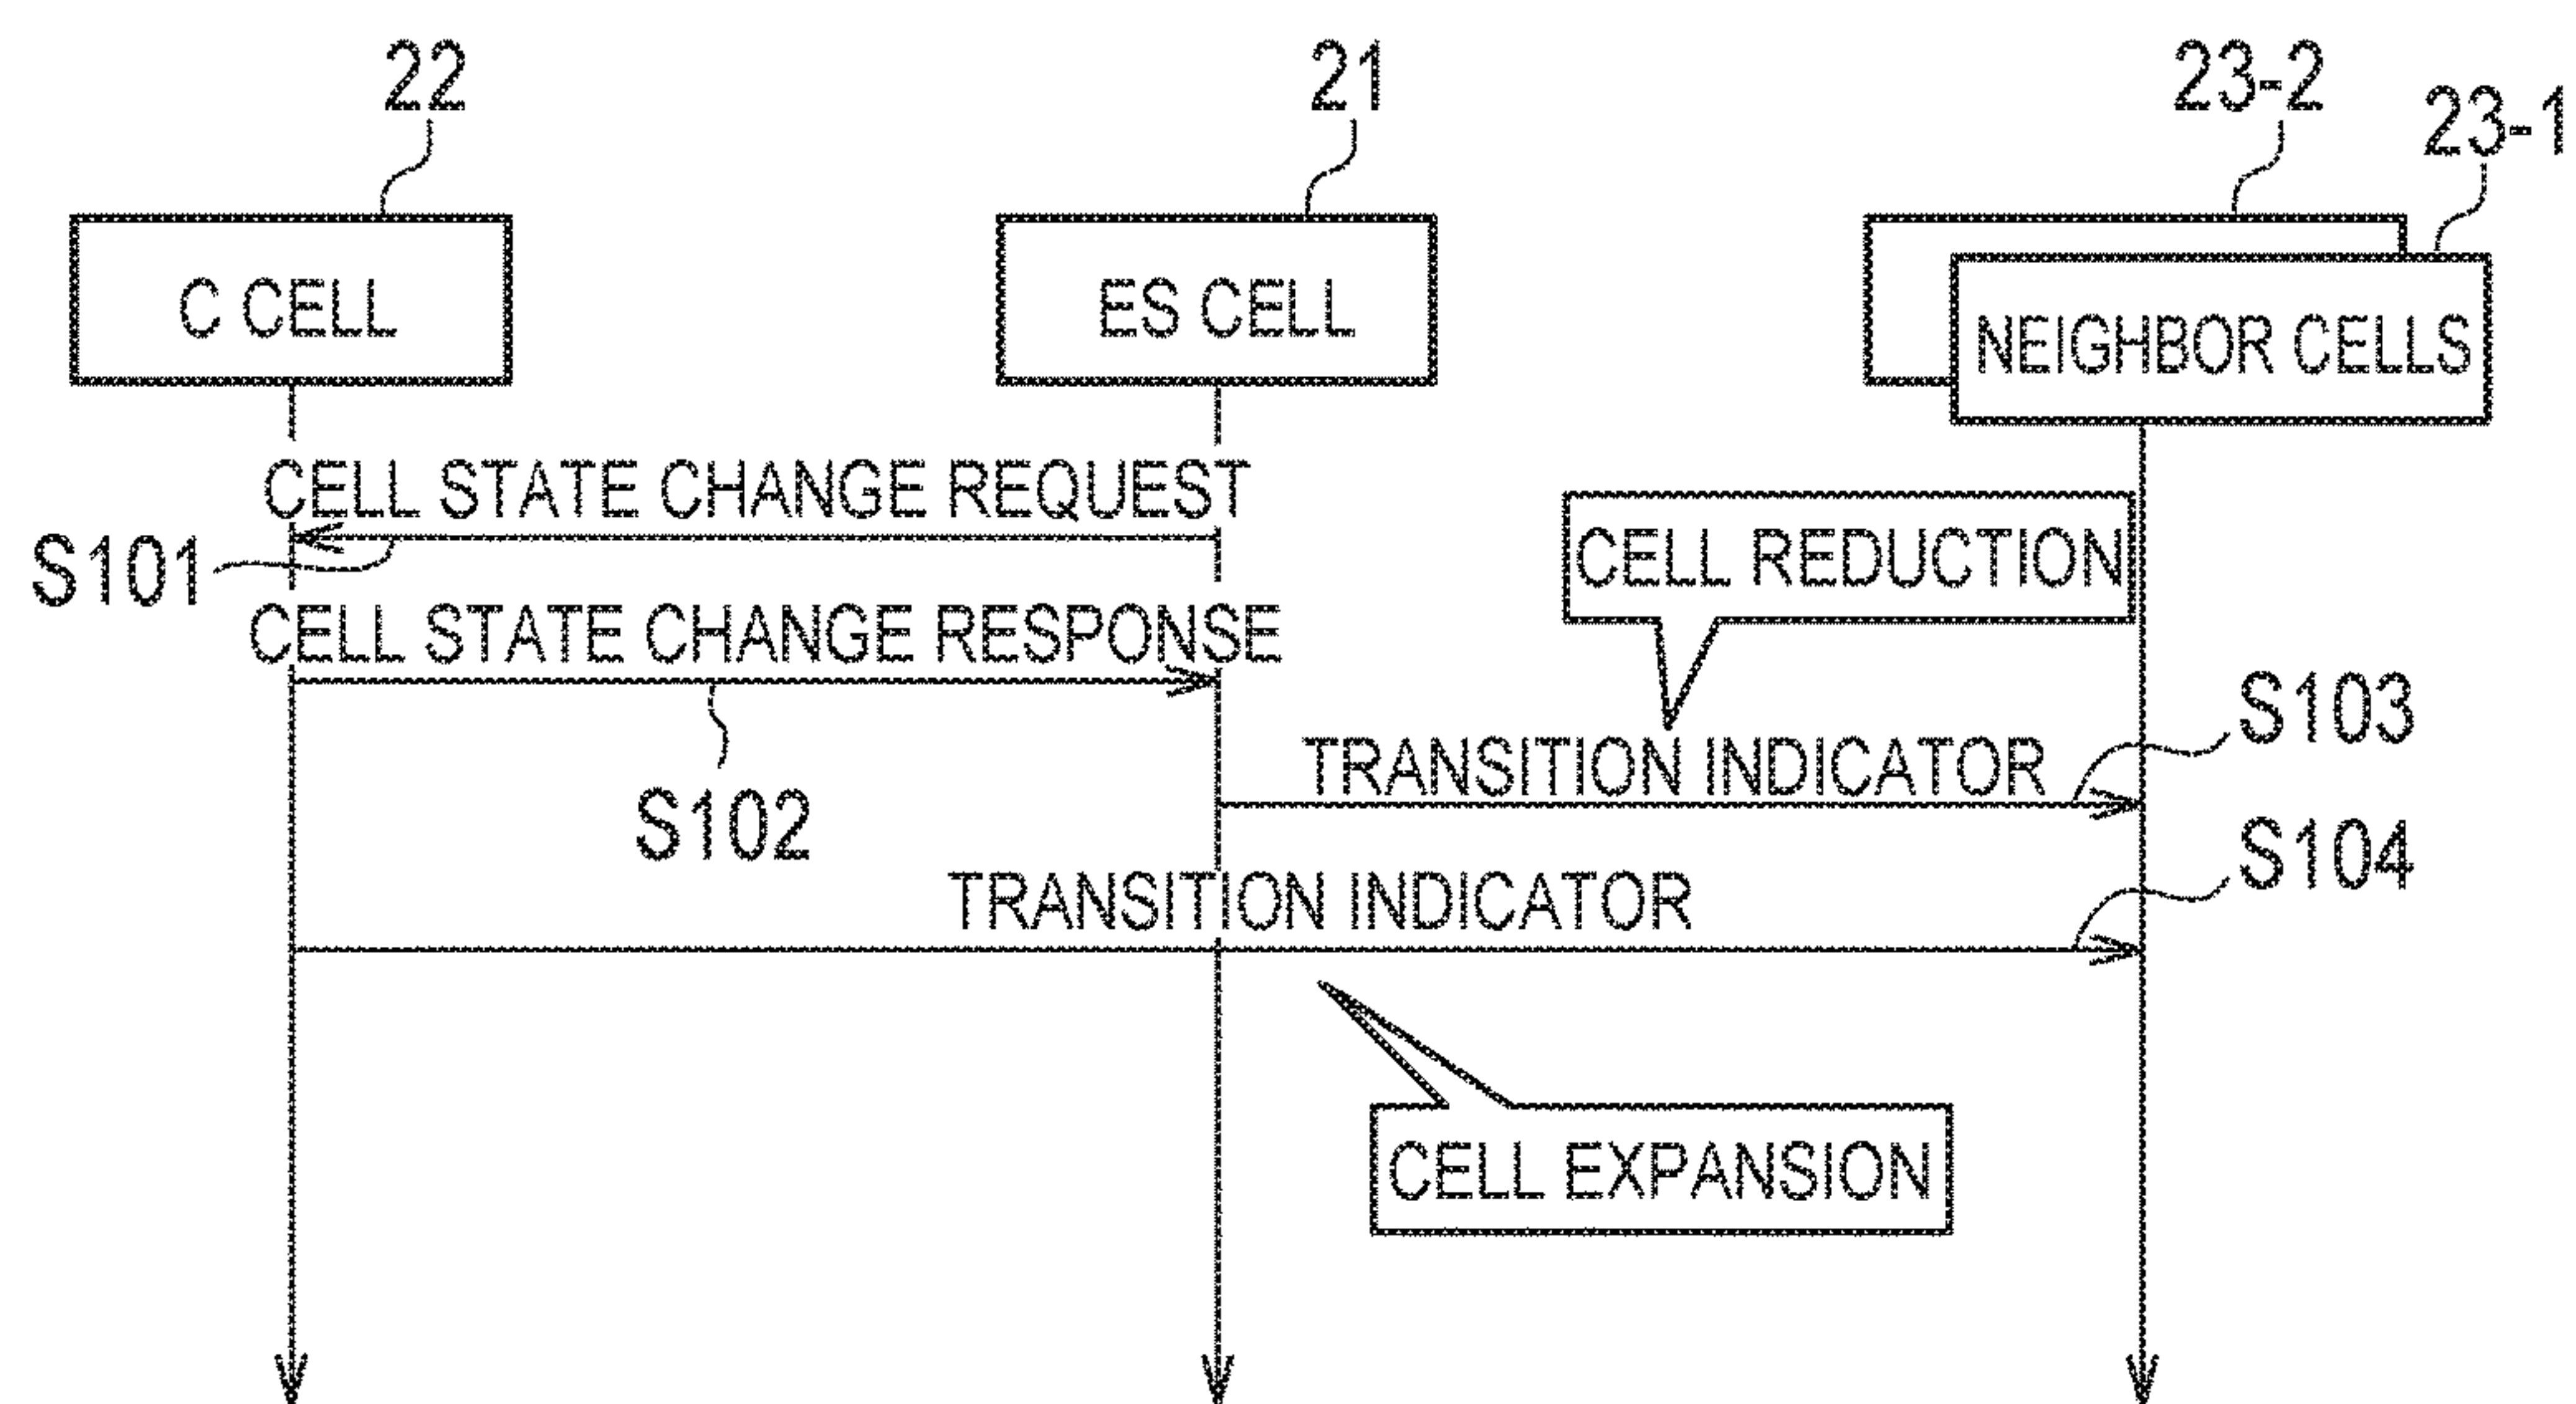 22
21
23-2
23-1
C CELL
ES CELL
NEIGHBOR CELLS
CELL STATE CHANGE REQUEST
S101
CELL REDUCTION
CELL STATE CHANGE RESPONSE
S102
TRANSITION INDICATOR
S103
TRANSITION INDICATOR
S104
CELL EXPANSION